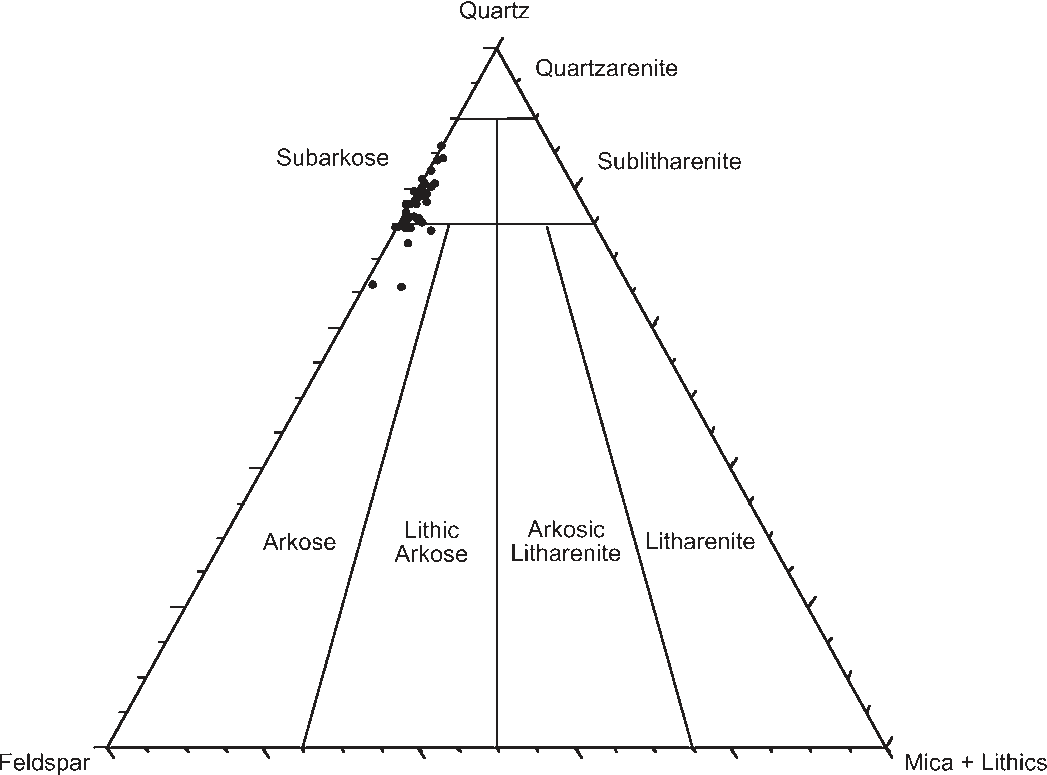 Quartz
Quartzarenite
Subarkose
Sublitharenite
Arkose
Lithic
Arkose
Arkosic
Litharenite
Litharenite
Feldspar
Mica + Lithics